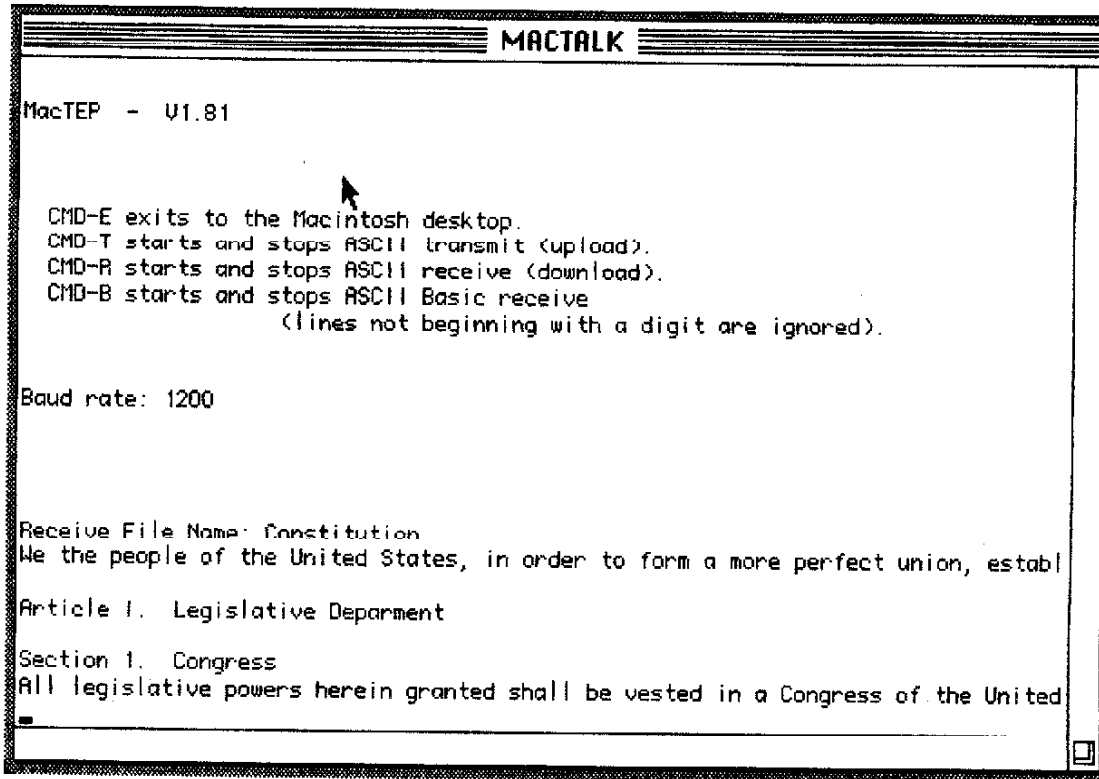 MACTALK
MacTEP - V1.81
CMD-E exits to the Macintosh desktop.
CMD-T starts and stops ASCII transmit (upload).
CMD-R starts and stops ASCII receive (download).
CMD-B starts and stops ASCII Basic receive
(lines not beginning with a digit are ignored).
Baud rate: 1200
Receive File Name: Constitution
We the people of the United States, in order to form a more perfect union, establ
Article I. Legislative Deparment
Section 1. Congress
All legislative powers herein granted shall be vested in a Congress of the United